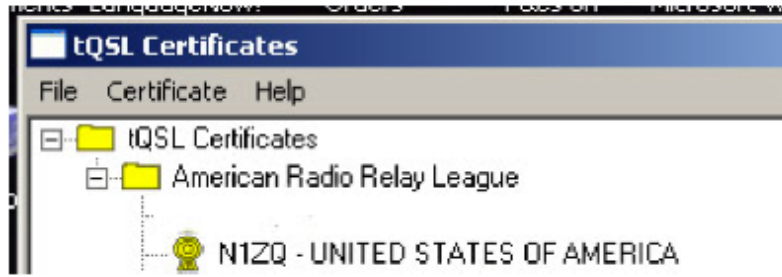 tQSL Certificates
File Certificate Help
tQSL Certificates
American Radio Relay League
N1ZQ - UNITED STATES OF AMERICA